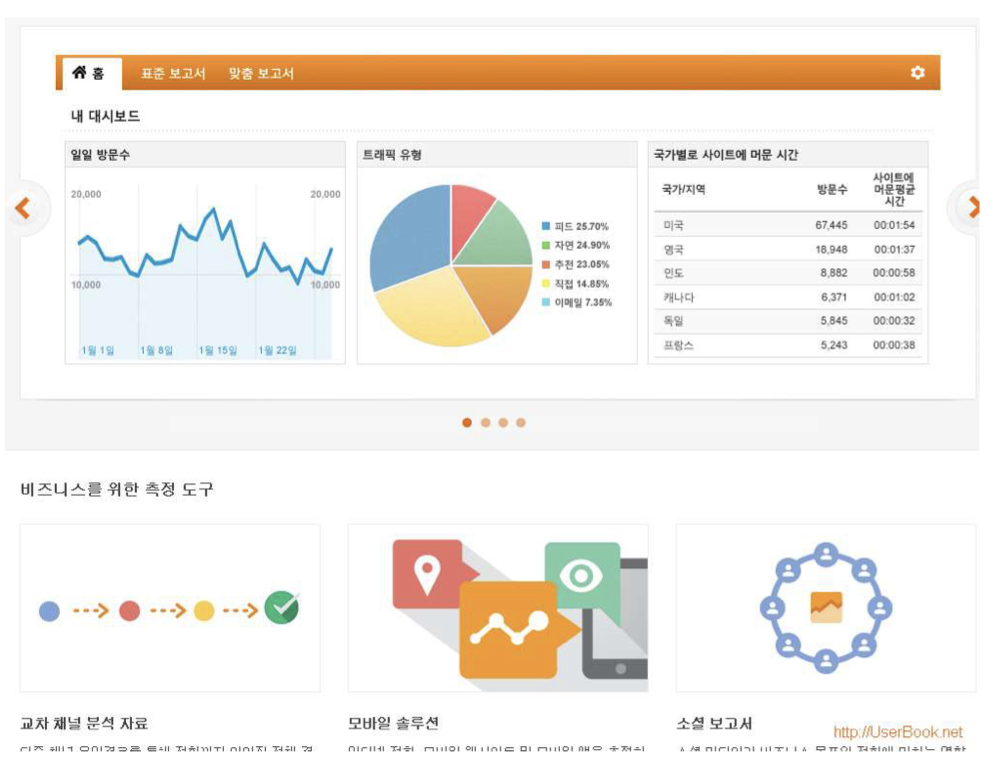 홈 표준 보고서 맞춤 보고서
내 대시보드
일일 방문수
20,000 20,000
10,000 10,000
1월 1일 1월 8일 1월 15일 1월 22일
트래픽 유형
피드 25.70%
자연 24.90%
추천 23.05%
직접 14.85%
이메일 7.35%
국가별로 사이트에 머문 시간
국가/지역 방문수 사이트에
머문평균
시간
미국 67,445 00:01:54
영국 18,948 00:01:37
인도 8,882 00:00:58
캐나다 6,371 00:01:02
독일 5,845 00:00:32
프랑스 5,243 00:00:38
비즈니스를 위한 측정 도구
교차 채널 분석 자료
모바일 솔루션
소셜 보고서
http://UserBook.net